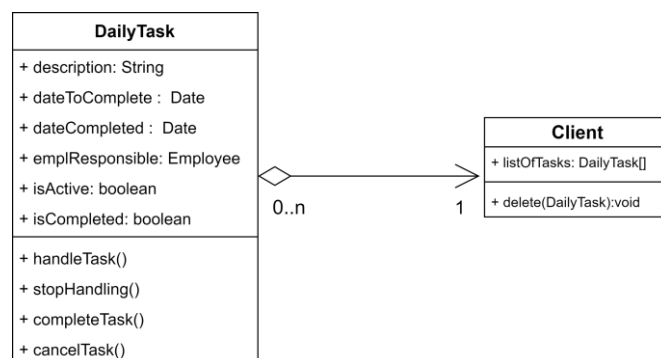 DailyTask
+ description: String
+ dateToComplete : Date
+ dateCompleted : Date
+ emplResponsible: Employee
+ isActive: boolean
+ isCompleted: boolean
+ handleTask()
+ stopHandling()
+ completeTask()
+ cancelTask()
0..n
1
Client
+ listOfTasks: DailyTask[]
+ delete(DailyTask):void